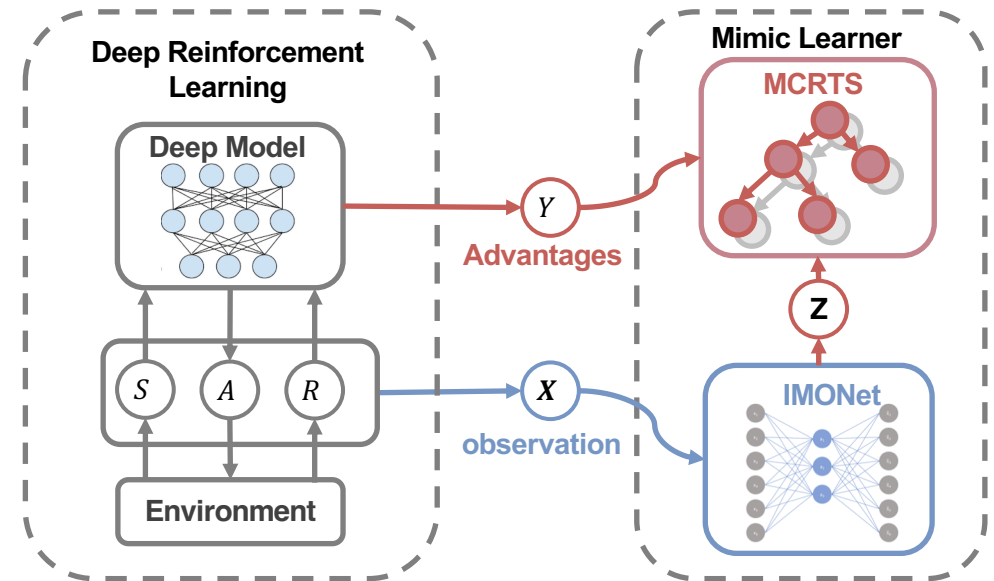 Deep Reinforcement
Learning
Deep Model
S
A
R
Environment
Y
Advantages
X
observation
Mimic Learner
MCRTS
Z
IMONet